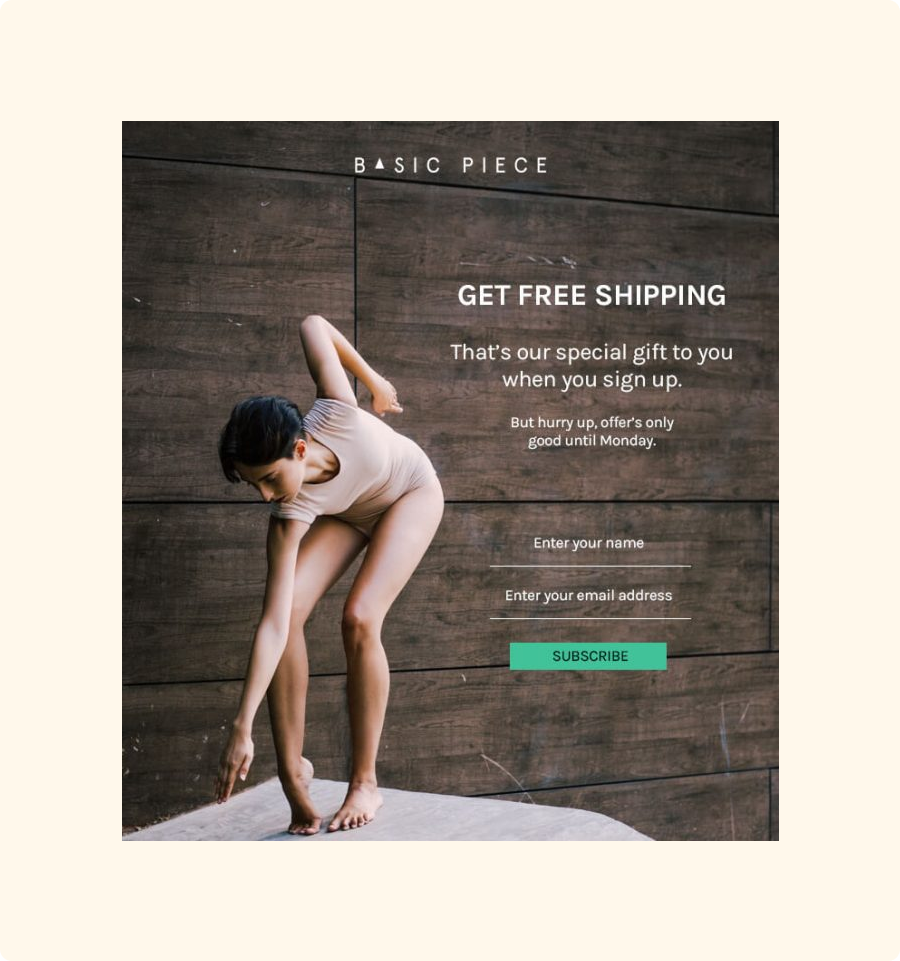 BASIC PIECE
GET FREE SHIPPING
That’s our special gift to you
when you sign up.
But hurry up, offer’s only
good until Monday.
Enter your name
Enter your email address
SUBSCRIBE